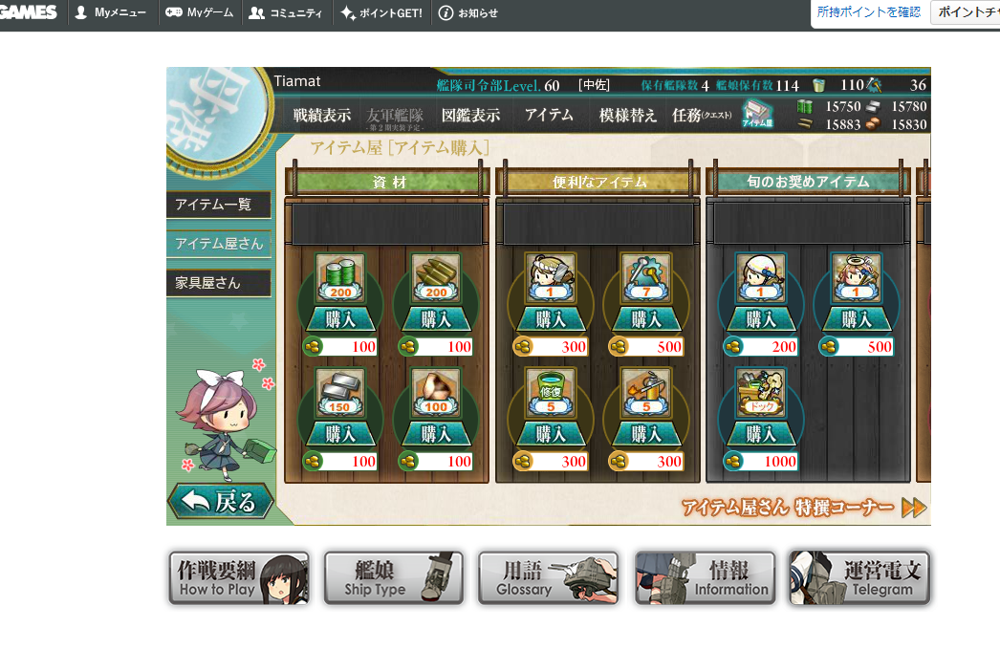 GAMES Myメニュー Myゲーム コミュニティ ポイントGET! お知らせ 所持ポイントを確認 ポイントチ
Tiamat 艦隊司令部Level. 60 [中佐] 保有艦隊数 4 艦娘保有数 114 110 36
戦績表示 友軍艦隊 図鑑表示 アイテム 模様替え 任務(クエスト) アイテム屋 15750 15780
-第2期実装予定- 15883 15830
アイテム屋 [アイテム購入]
資材 便利なアイテム 旬のお奨めアイテム
アイテム一覧
アイテム屋さん
家具屋さん
200 200 1 7 1 1
購入 購入 購入 購入 購入 購入
100 100 300 500 200 500
修復 ドック
150 100 5 5
購入 購入 購入 購入 購入
100 100 300 300 1000
戻る
アイテム屋さん 特撰コーナー
作戦要綱 艦娘 用語 情報 運営電文
How to Play Ship Type Glossary Information Telegram